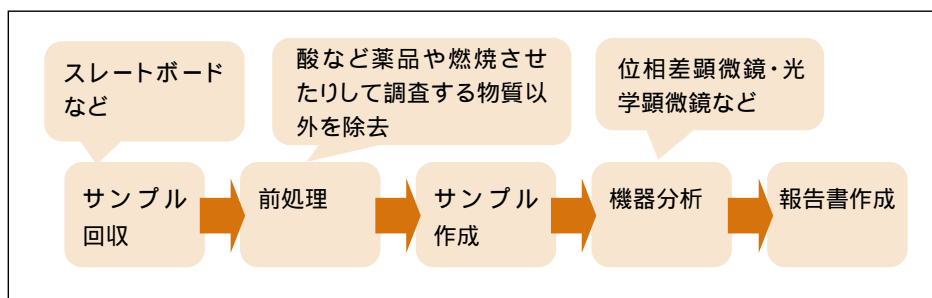 スレートボード
など
酸など薬品や燃焼させ
たりして調査する物質以
外を除去
位相差顕微鏡・光
学顕微鏡など
サンプル
回収
前処理
サンプル
作成
機器分析
報告書作成